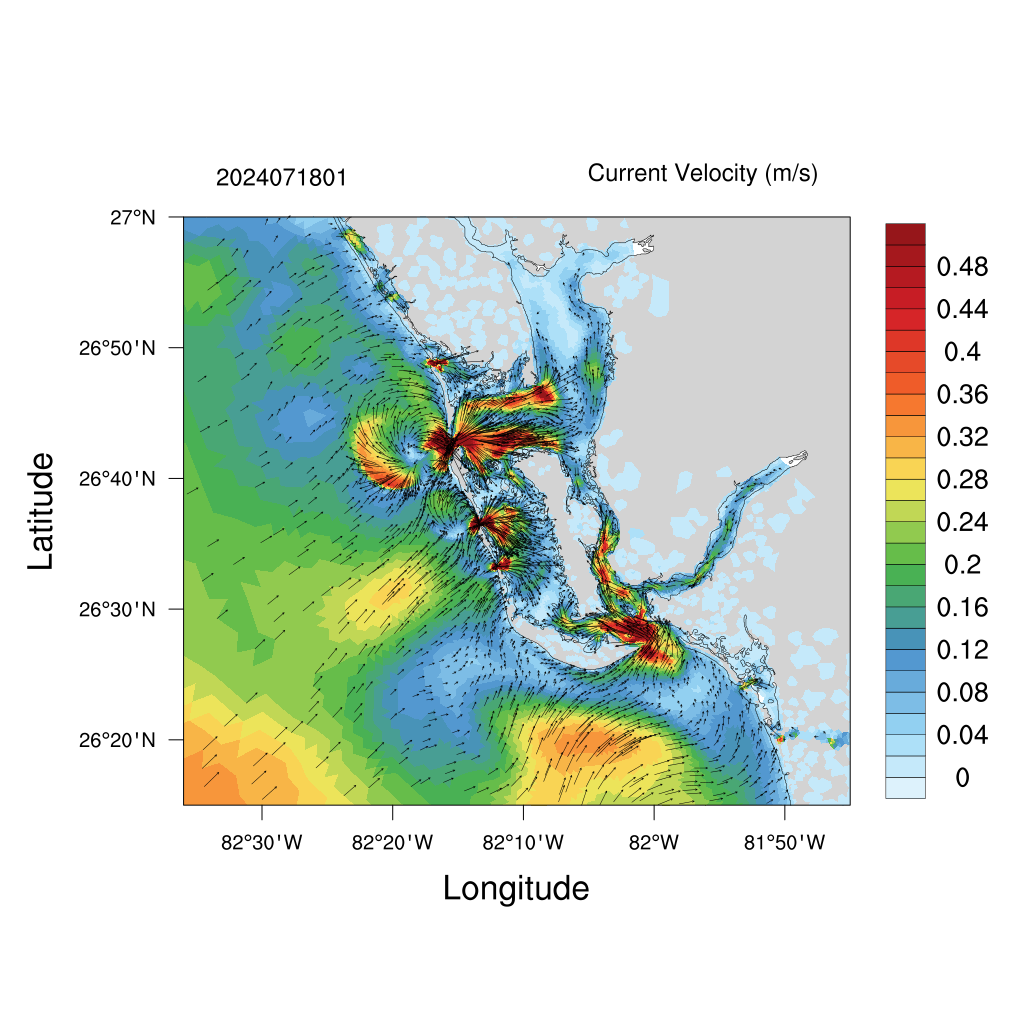 2024071801
Current Velocity (m/s)
27°N
26°50'N
26°40'N
26°30'N
26°20'N
Latitude
82°30'W
82°20'W
82°10'W
82°W
81°50'W
Longitude
0.48
0.44
0.4
0.36
0.32
0.28
0.24
0.2
0.16
0.12
0.08
0.04
0